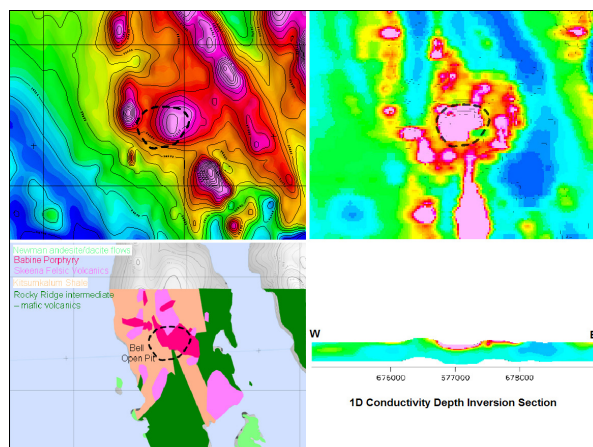 Newman andesite/dacite flows
Babine Porphyry
Skeena Felsic Volcanics
Kitsumkalum Shale
Rocky Ridge intermediate
– mafic volcanics
Bell
Open Pit
W
E
676000
677000
678000
1D Conductivity Depth Inversion Section